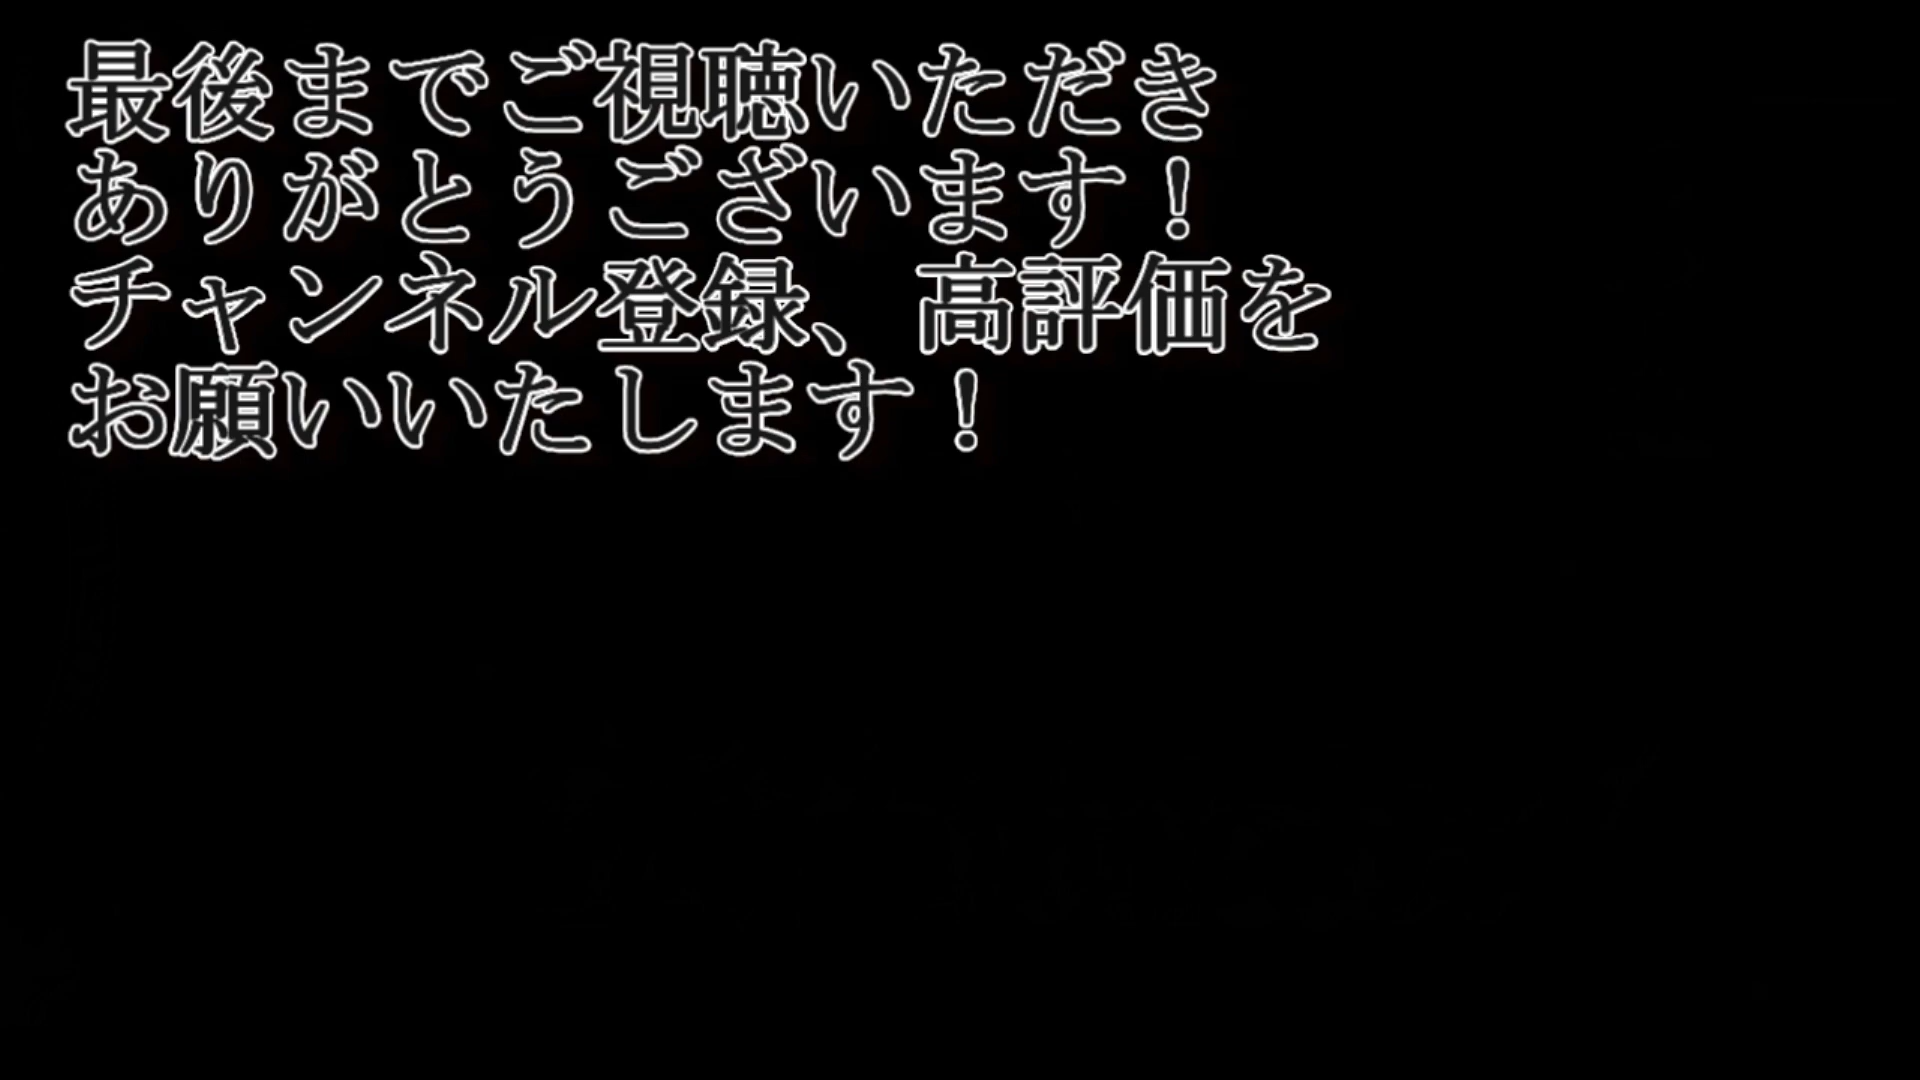 最後までご視聴いただき
ありがとうございます！
チャンネル登録、高評価を
お願いいたします！